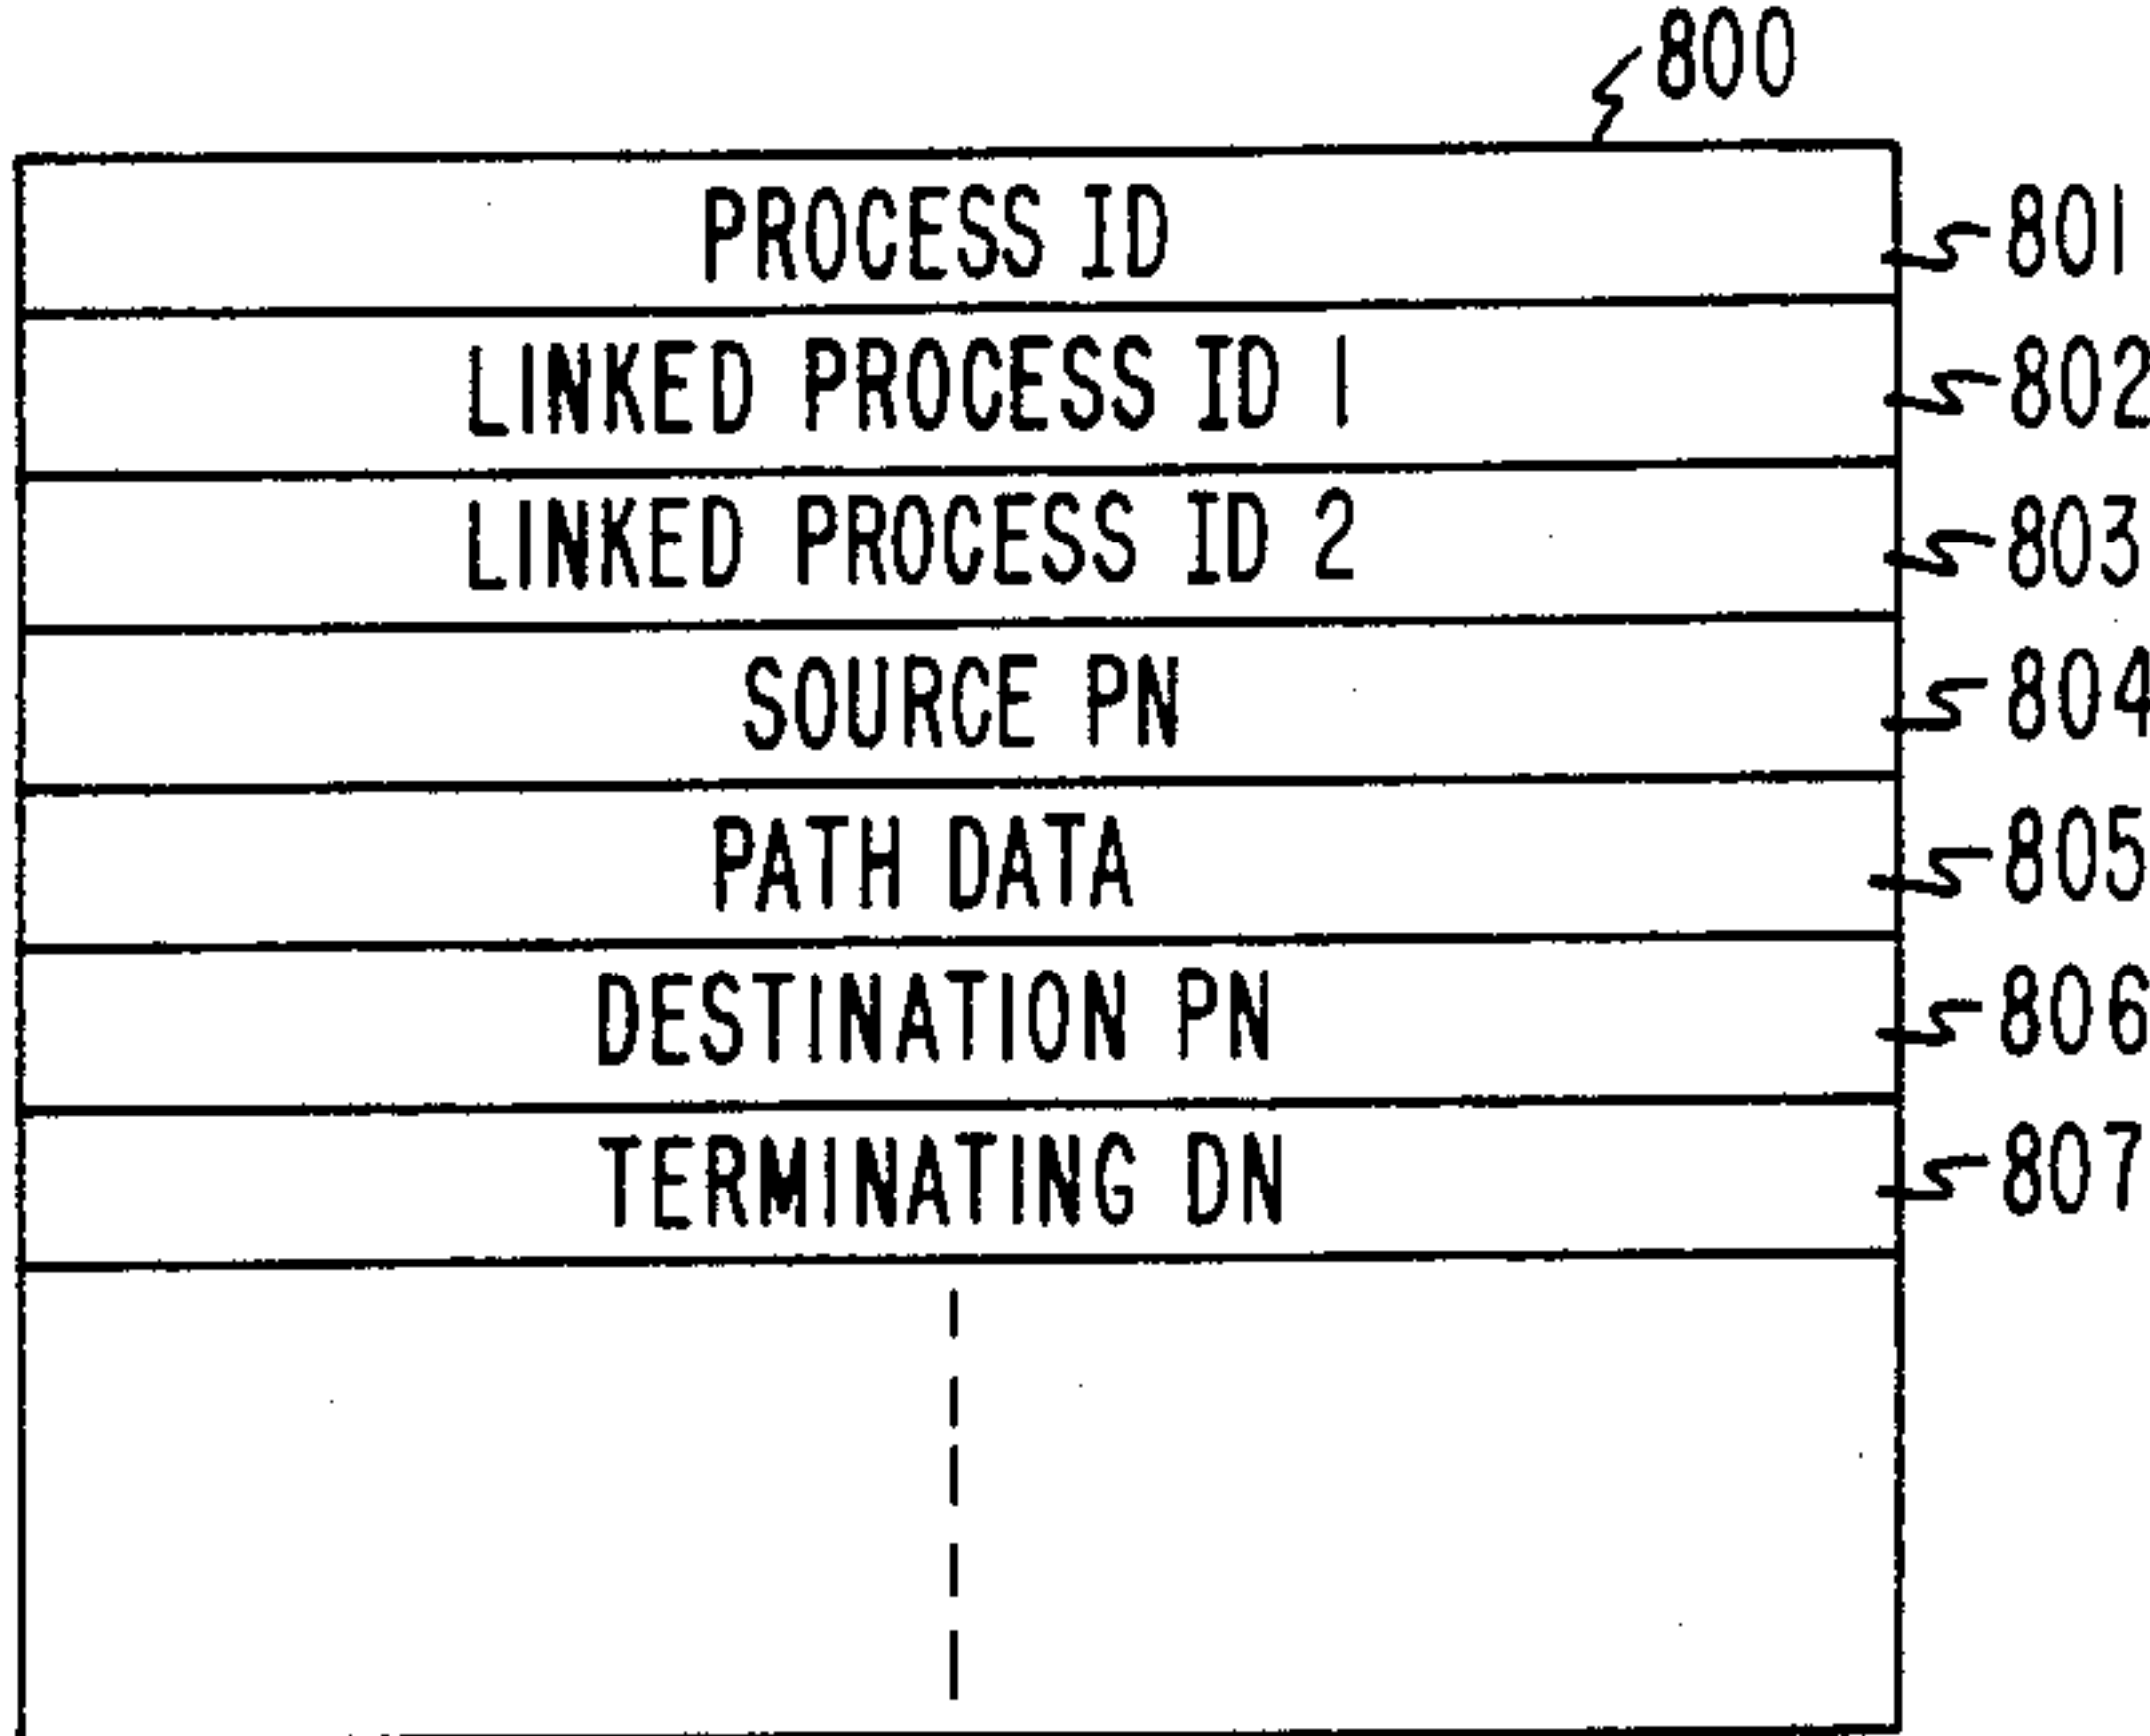 800
PROCESS ID 801
LINKED PROCESS ID 1 802
LINKED PROCESS ID 2 803
SOURCE PN 804
PATH DATA 805
DESTINATION PN 806
TERMINATING DN 807